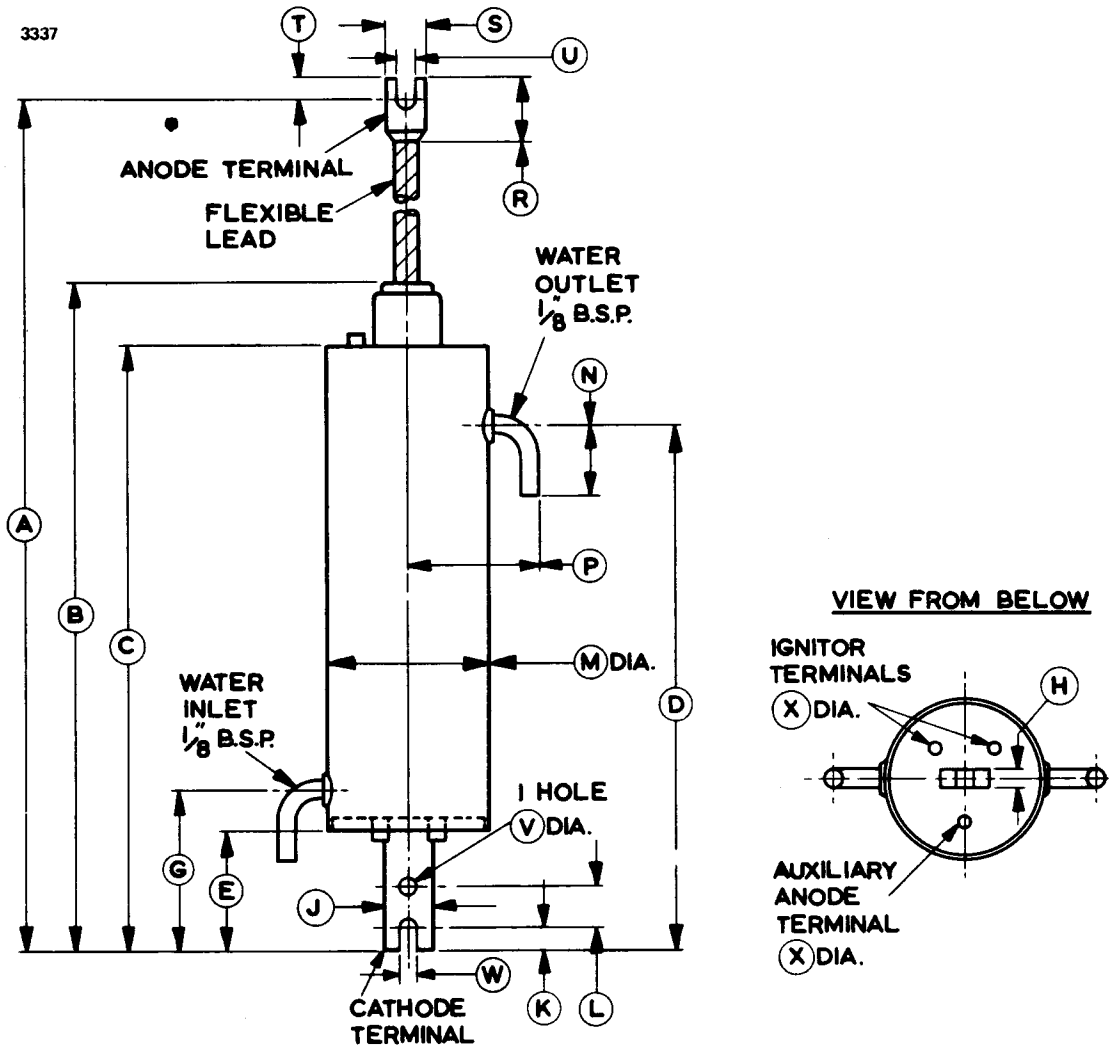 3337
T
S
U
ANODE TERMINAL
R
FLEXIBLE
LEAD
WATER
OUTLET
1/8" B.S.P.
N
A
P
B
C
M DIA.
D
WATER
INLET
1/8" B.S.P.
1 HOLE
V DIA.
G
E
J
W
K
L
CATHODE
TERMINAL
VIEW FROM BELOW
IGNITOR
TERMINALS
X DIA.
H
AUXILIARY
ANODE
TERMINAL
X DIA.